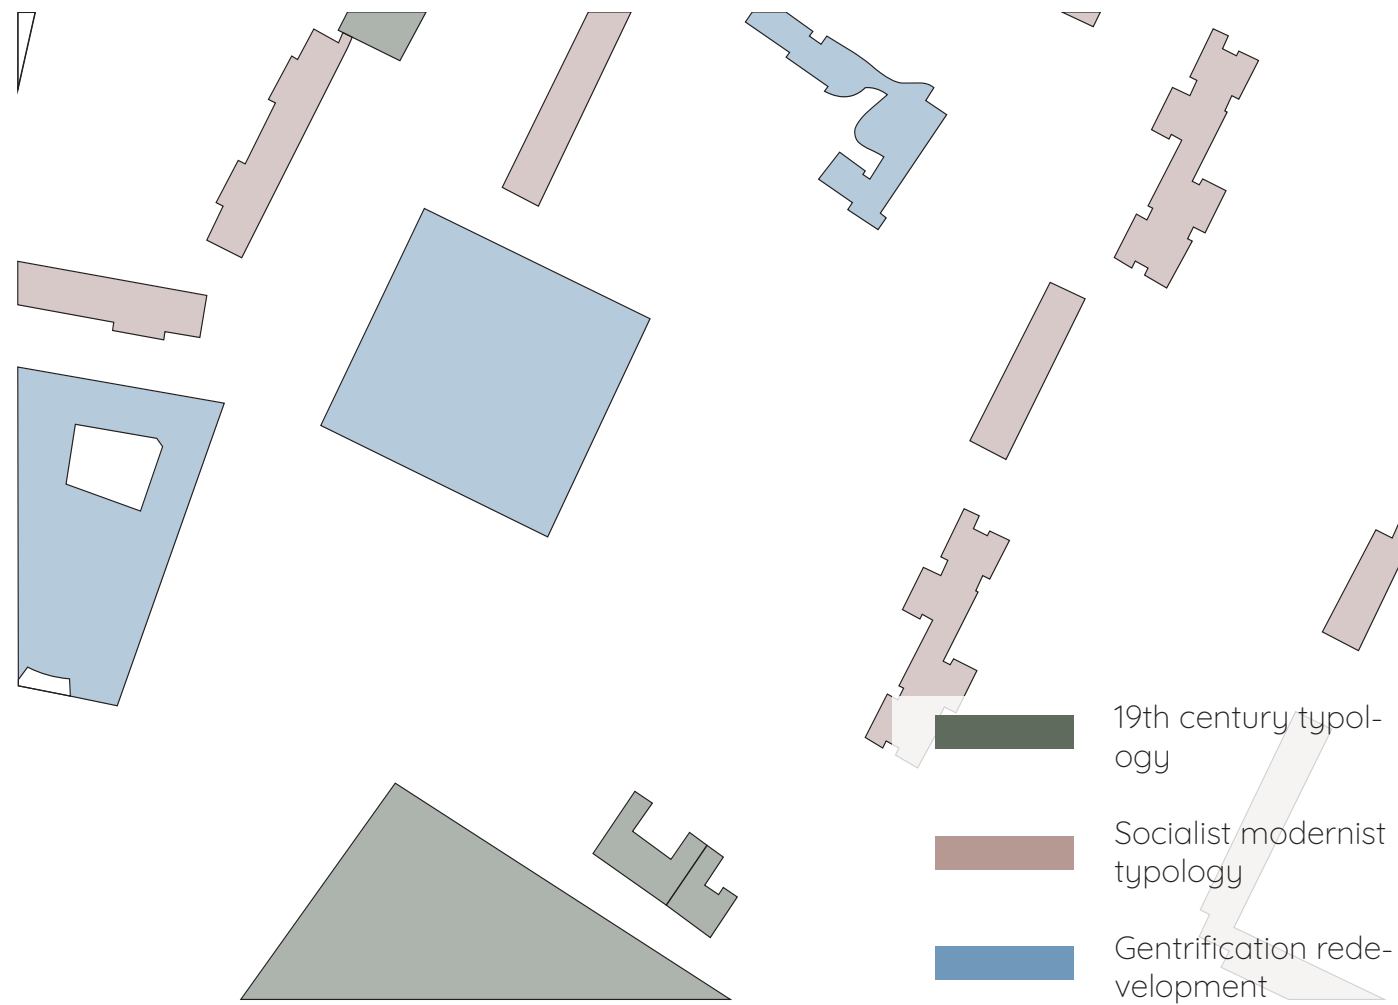 19th century typol-
ogy
Socialist modernist
typology
Gentrification rede-
velopment